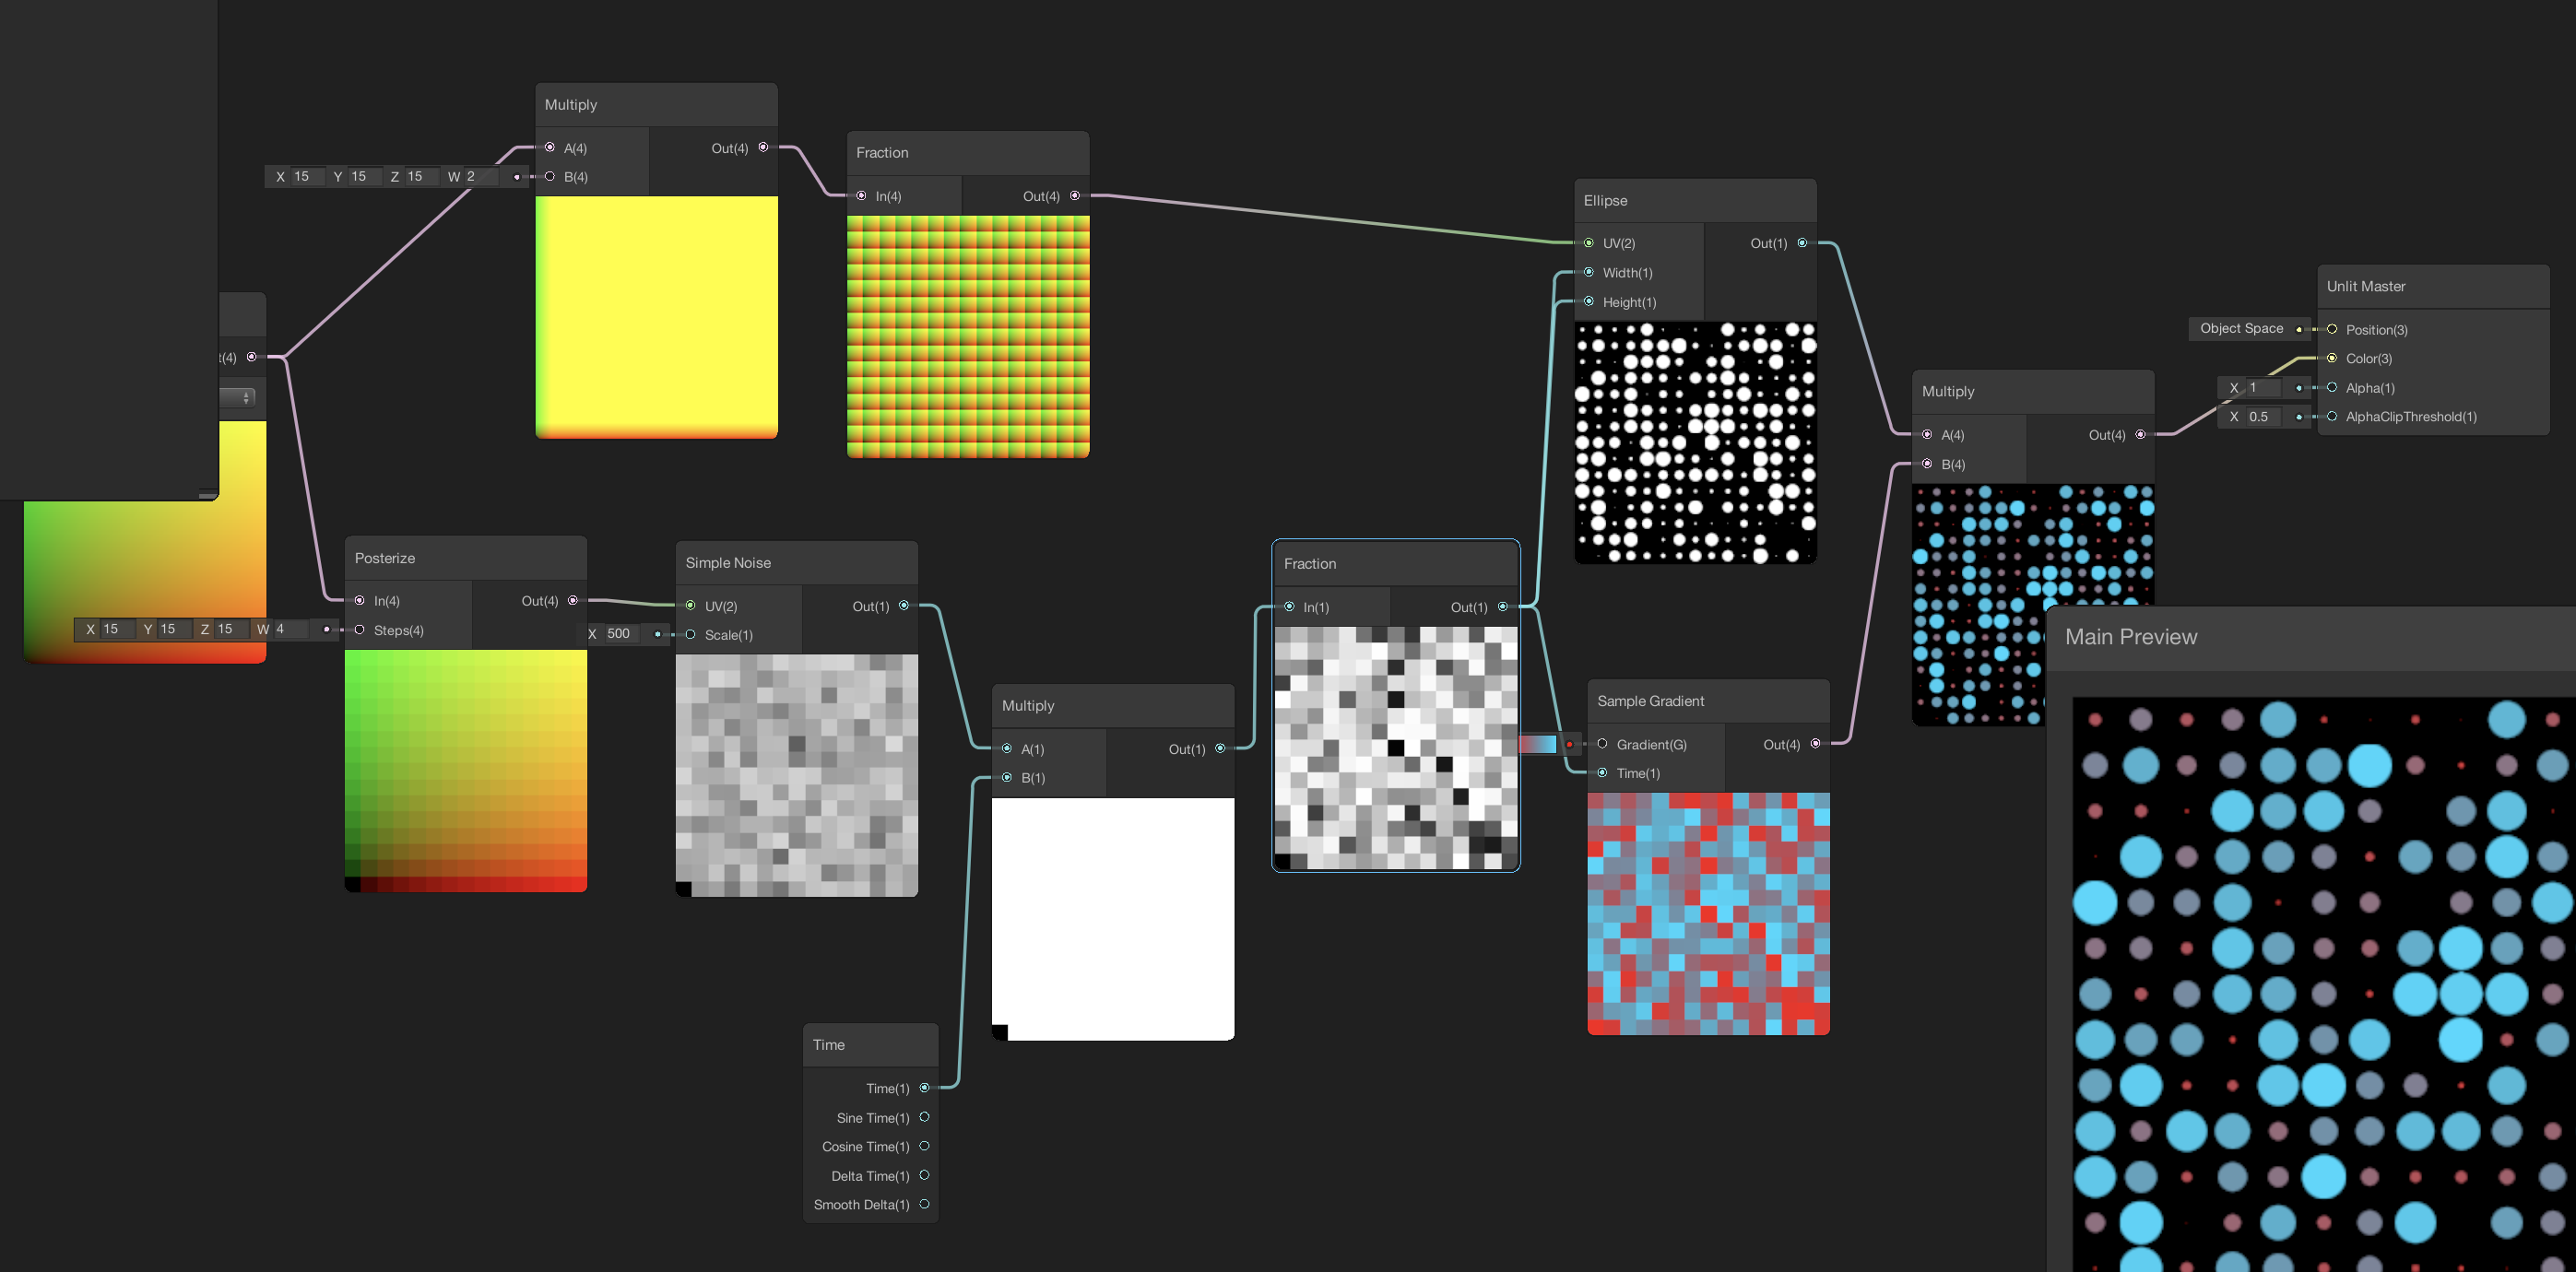 Multiply
A(4) Out(4)
X 15 Y 15 Z 15 W 2 B(4)
Fraction
In(4) Out(4)
Ellipse
UV(2) Out(1)
Width(1)
Height(1)
Unlit Master
Object Space Position(3)
Color(3)
X 1 Alpha(1)
X 0.5 AlphaClipThreshold(1)
t(4)
Multiply
A(4) Out(4)
B(4)
Posterize
In(4) Out(4)
X 15 Y 15 Z 15 W 4 Steps(4)
Simple Noise
UV(2) Out(1)
X 500 Scale(1)
Fraction
In(1) Out(1)
Main Preview
Multiply
A(1) Out(1)
B(1)
Sample Gradient
Gradient(G) Out(4)
Time(1)
Time
Time(1)
Sine Time(1)
Cosine Time(1)
Delta Time(1)
Smooth Delta(1)